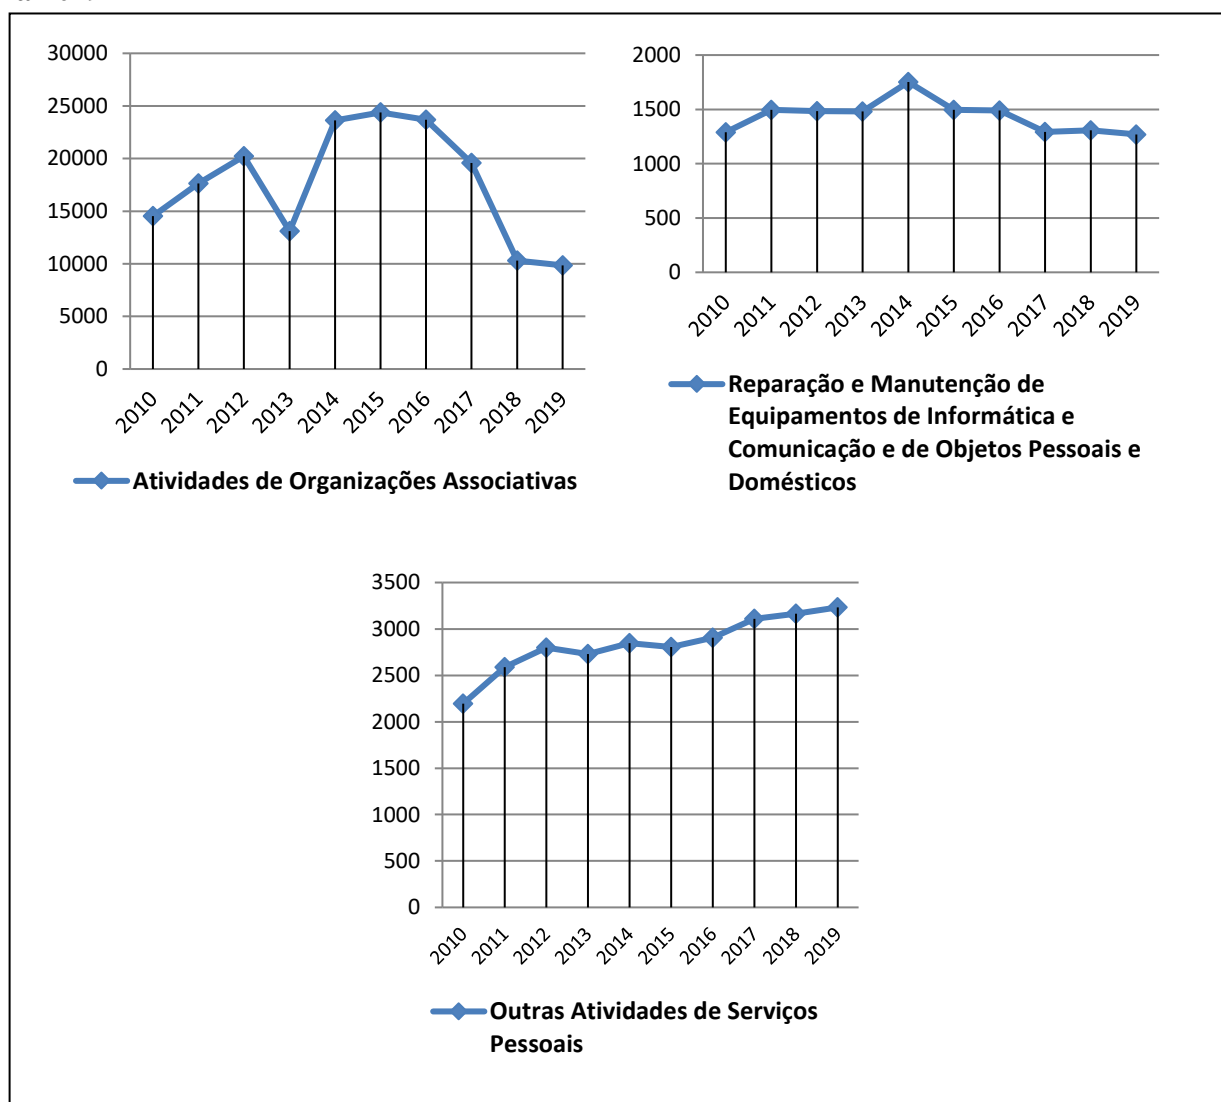 30000
25000
20000
15000
10000
5000
0
2010 2011 2012 2013 2014 2015 2016 2017 2018 2019
Atividades de Organizações Associativas
2000
1500
1000
500
0
2010 2011 2012 2013 2014 2015 2016 2017 2018 2019
Reparação e Manutenção de
Equipamentos de Informática e
Comunicação e de Objetos Pessoais e
Domésticos
3500
3000
2500
2000
1500
1000
500
0
2010 2011 2012 2013 2014 2015 2016 2017 2018 2019
Outras Atividades de Serviços
Pessoais